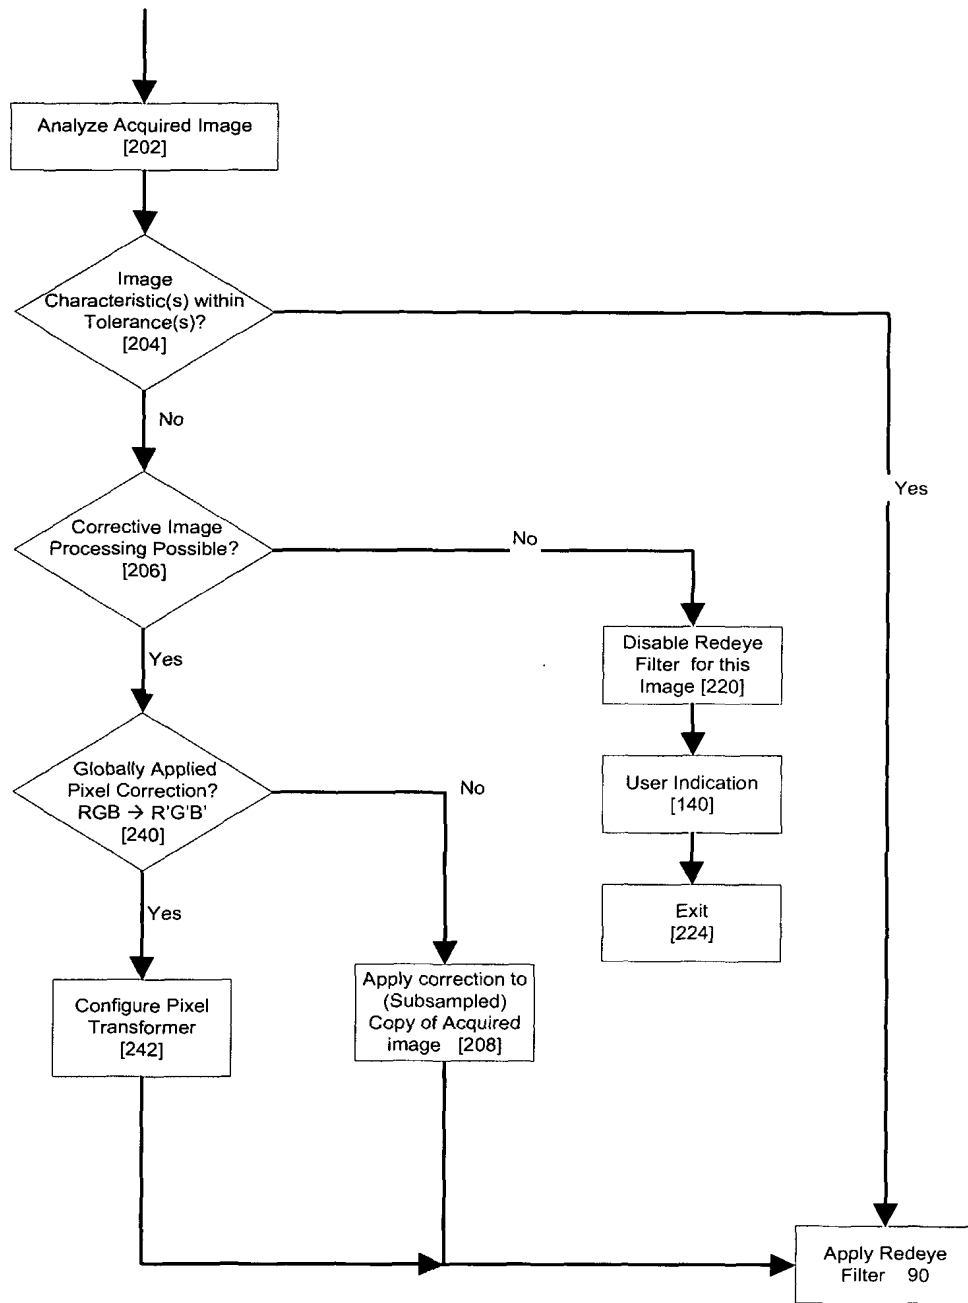 Analyze Acquired Image
[202]
Image
Characteristic(s) within
Tolerance(s)?
[204]
No
Yes
Corrective Image
Processing Possible?
[206]
No
Yes
Disable Redeye
Filter for this
Image [220]
User Indication
[140]
Exit
[224]
Globally Applied
Pixel Correction?
RGB → R'G'B'
[240]
No
Yes
Configure Pixel
Transformer
[242]
Apply correction to
(Subsampled)
Copy of Acquired
image [208]
Apply Redeye
Filter 90